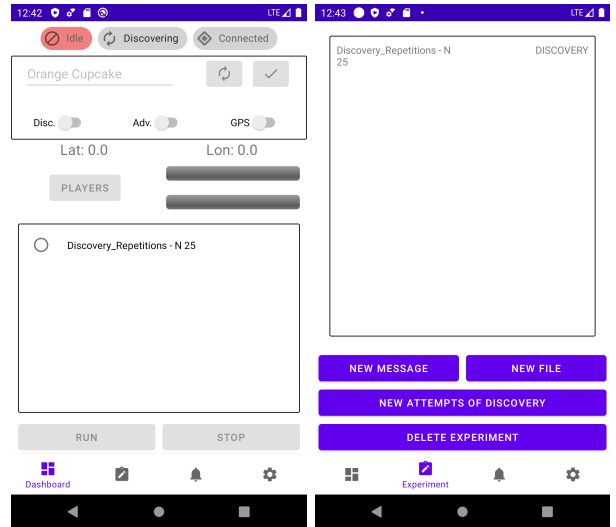 12:42
LTE
Idle
Discovering
Connected
Orange Cupcake
Disc.
Adv.
GPS
Lat: 0.0
Lon: 0.0
PLAYERS
Discovery_Repetitions - N 25
RUN
STOP
Dashboard
12:43
LTE
Discovery_Repetitions - N
25
DISCOVERY
NEW MESSAGE
NEW FILE
NEW ATTEMPTS OF DISCOVERY
DELETE EXPERIMENT
Experiment